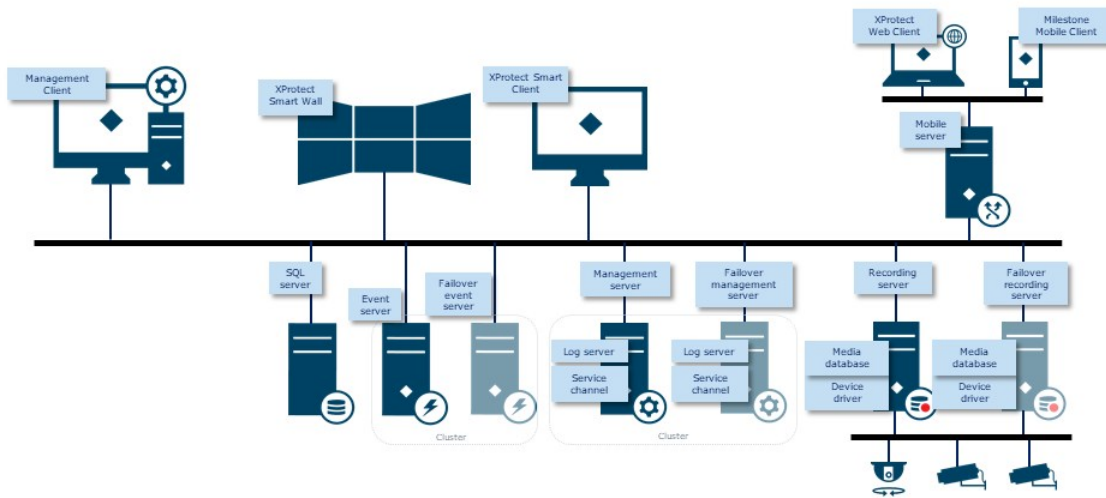 XProtect
Web Client
Milestone
Mobile Client
Management
Client
XProtect
Smart Wall
XProtect Smart
Client
Mobile
server
SQL
server
Event
server
Failover
event
server
Management
server
Failover
management
server
Recording
server
Failover
recording
server
Log server
Service
channel
Log server
Service
channel
Media
database
Device
driver
Media
database
Device
driver
Cluster
Cluster